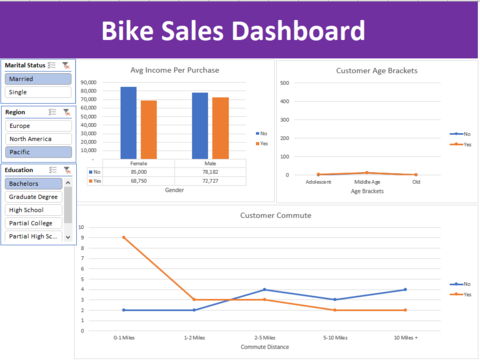 Bike Sales Dashboard
Marital Status
Married
Single
Region
Europe
North America
Pacific
Education
Bachelors
Graduate Degree
High School
Partial College
Partial High Sc...
Avg Income Per Purchase
90,000
80,000
70,000
60,000
50,000
40,000
30,000
20,000
10,000
-
Female Male
No 85,000 78,182
Yes 68,750 72,727
Gender
No
Yes
Customer Age Brackets
500
400
300
200
100
0
Adolescent Middle Age Old
Age Brackets
No
Yes
Customer Commute
10
9
8
7
6
5
4
3
2
1
0
0-1 Miles 1-2 Miles 2-5 Miles 5-10 Miles 10 Miles +
Commute Distance
No
Yes